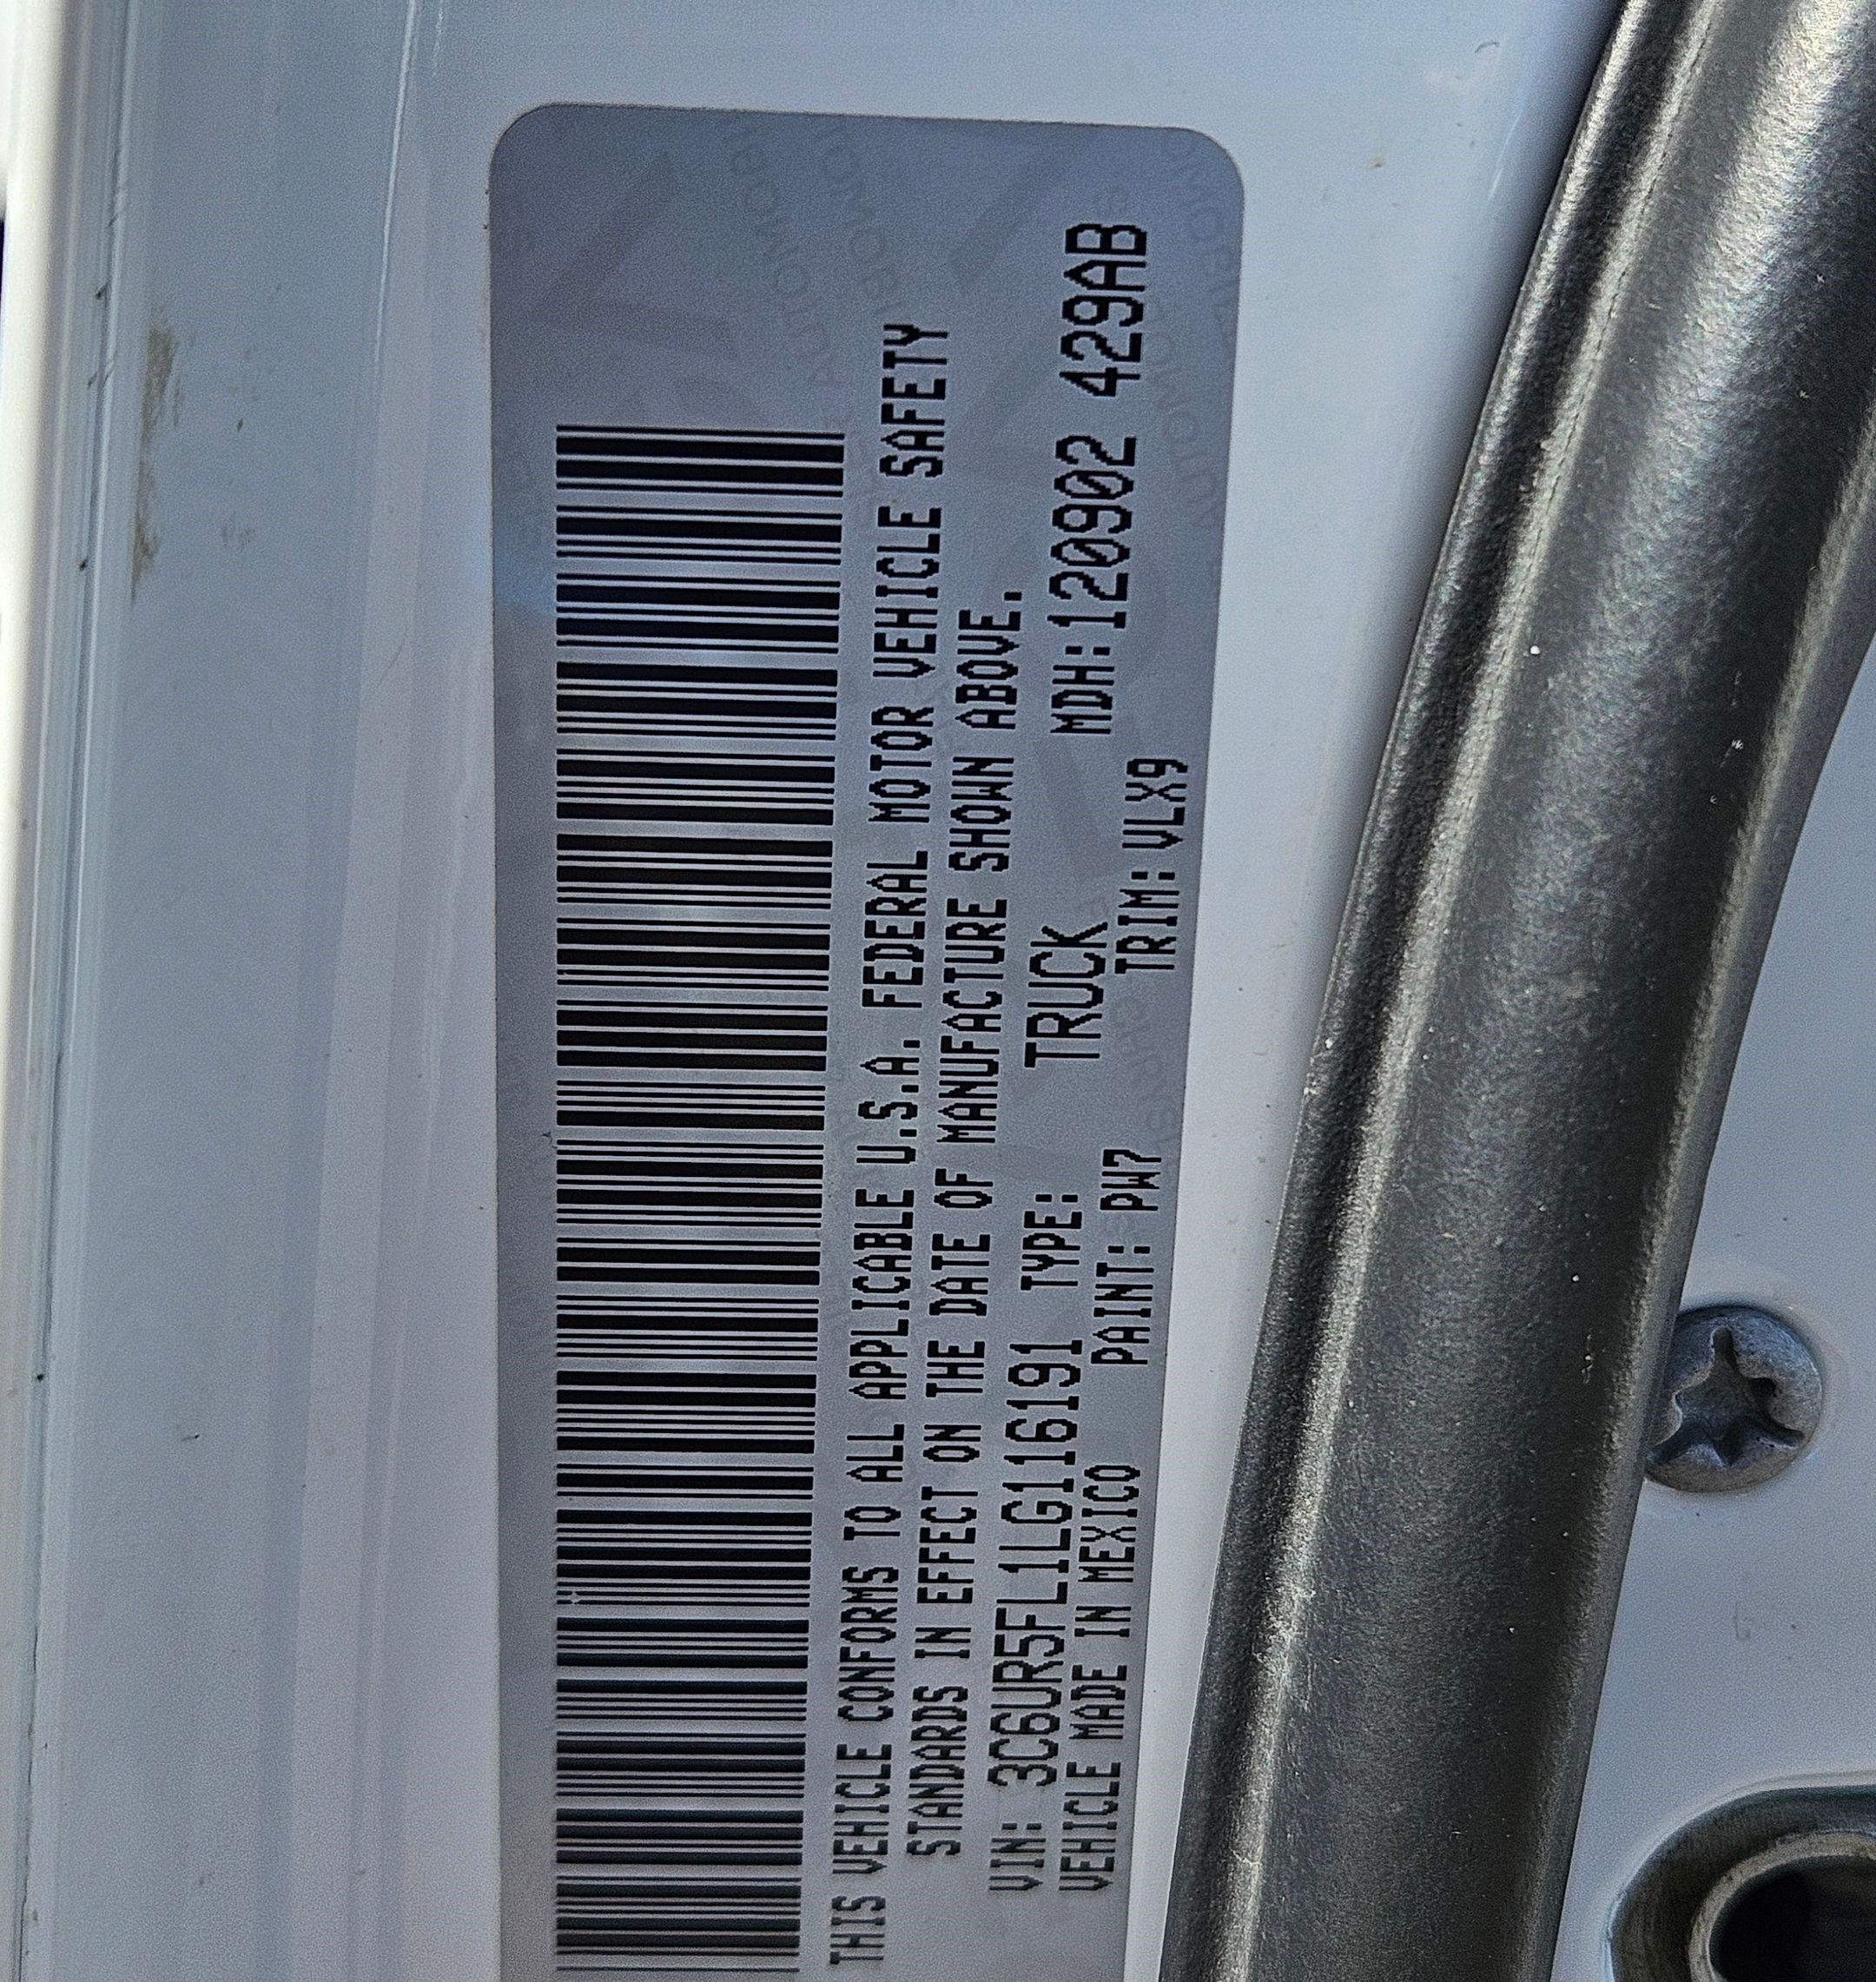 THIS VEHICLE CONFORMS TO ALL APPLICABLE U.S.A. FEDERAL MOTOR VEHICLE SAFETY
STANDARDS IN EFFECT ON THE DATE OF MANUFACTURE SHOWN ABOVE.
VIN: 3C6UR5FL1LG116191 TYPE: TRUCK MDH:120902 429AB
VEHICLE MADE IN MEXICO PAINT: PW7 TRIM: VLX9